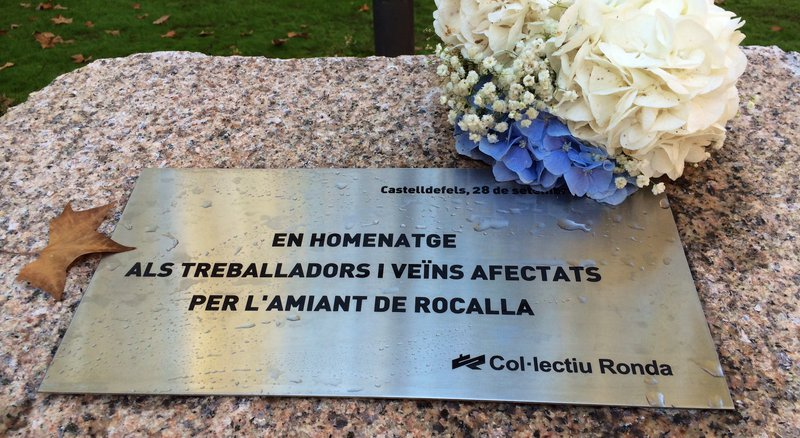 Castelldefels, 28 de
EN HOMENATGE
ALS TREBALLADORS I VEÏNS AFECTATS
PER L'AMIANT DE ROCALLA
Col·lectiu Ronda